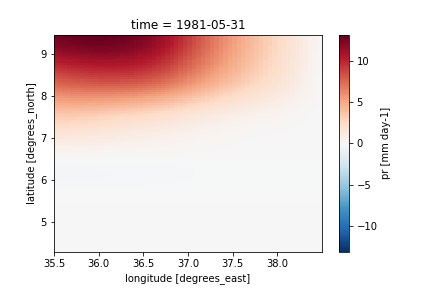 time = 1981-05-31
9
8
7
6
5
latitude [degrees_north]
35.5 36.0 36.5 37.0 37.5 38.0
longitude [degrees_east]
10
5
0
−5
−10
pr [mm day-1]